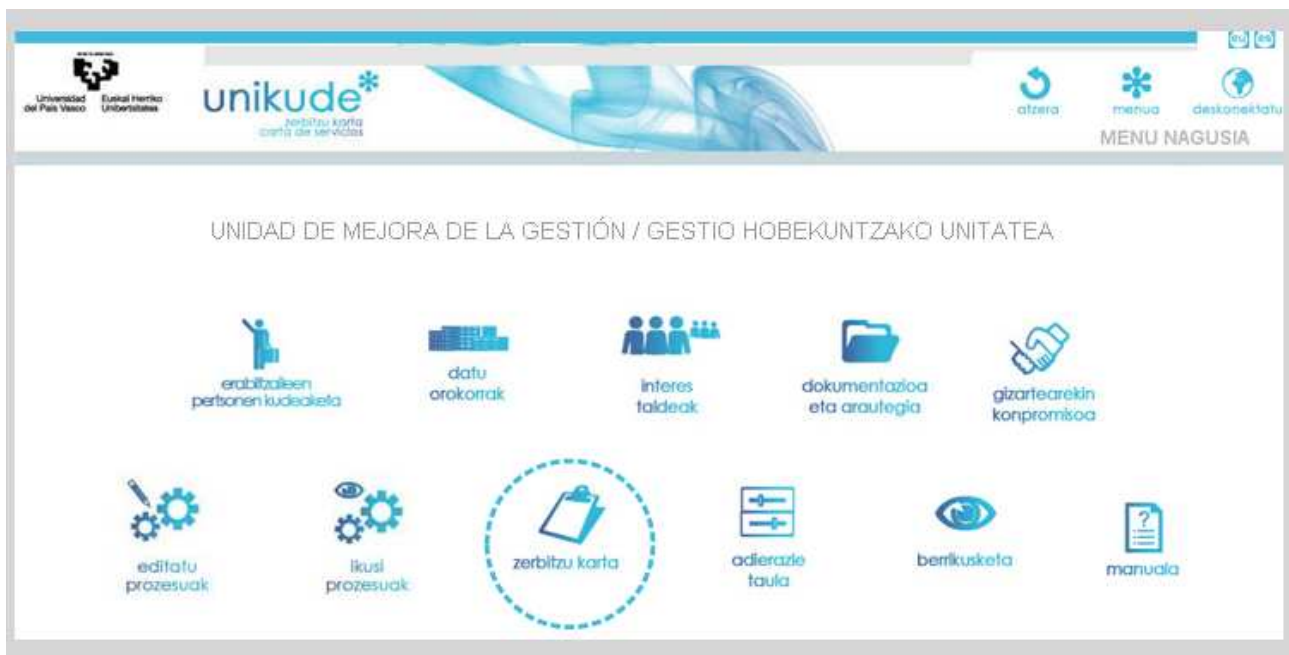 eu es
Universidad del País Vasco
Euskal Herriko Unibertsitatea
unikude*
zerbitzu karta
carta de servicios
atzera
menua
deskonektatu
MENU NAGUSIA
UNIDAD DE MEJORA DE LA GESTIÓN / GESTIO HOBEKUNTZAKO UNITATEA
erabiltzaileen
pertsonen kudeaketa
datu
orokorrak
interes
taldeak
dokumentazioa
eta arautegia
gizartearekin
konpromisoa
editatu
prozesuak
ikusi
prozesuak
zerbitzu karta
adierazle
taula
berrikusketa
?
manuala